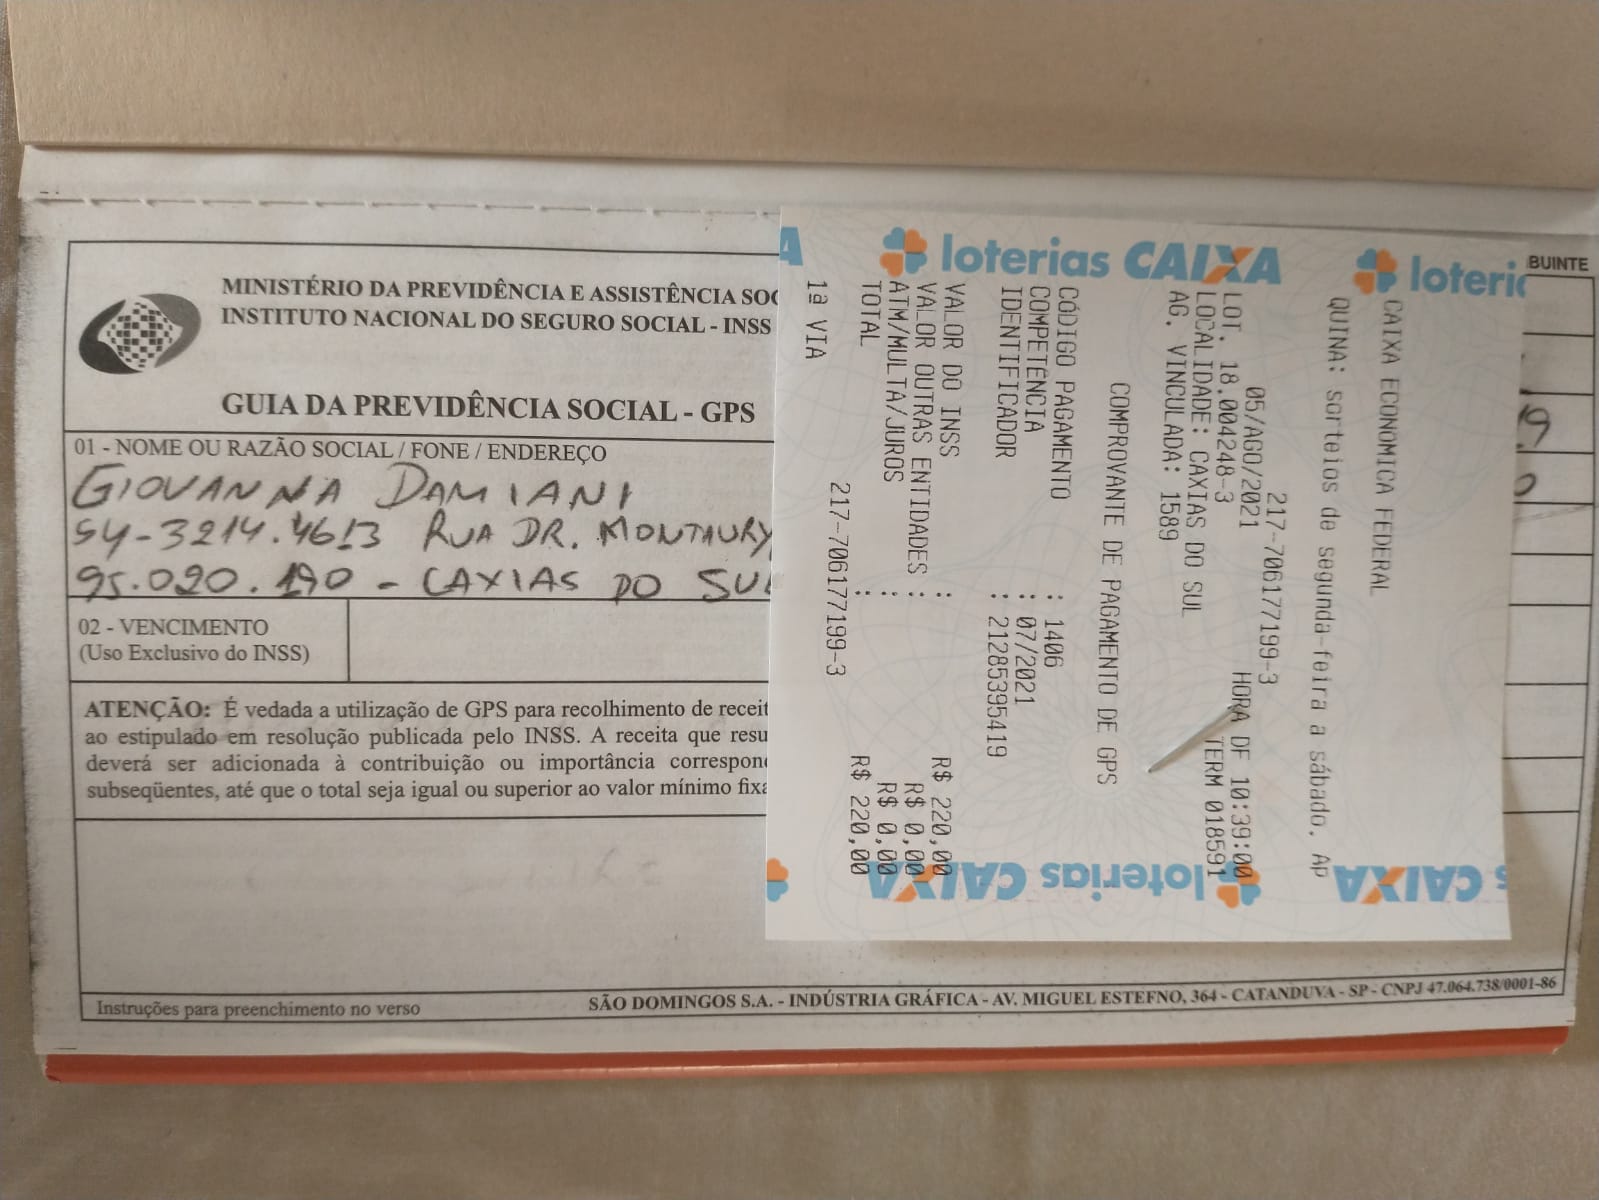 MINISTÉRIO DA PREVIDÊNCIA E ASSISTÊNCIA SOC
INSTITUTO NACIONAL DO SEGURO SOCIAL - INSS
GUIA DA PREVIDÊNCIA SOCIAL - GPS
01 - NOME OU RAZÃO SOCIAL / FONE / ENDEREÇO
GIOVANNA DAMIANI
54-3214.4613 RUA DR. MONTAURY
95.020.190 - CAXIAS DO SUL
02 - VENCIMENTO
(Uso Exclusivo do INSS)
ATENÇÃO: É vedada a utilização de GPS para recolhimento de receit
ao estipulado em resolução publicada pelo INSS. A receita que resu
deverá ser adicionada à contribuição ou importância correspon
subseqüentes, até que o total seja igual ou superior ao valor mínimo fixa
Instruções para preenchimento no verso
SÃO DOMINGOS S.A. - INDÚSTRIA GRÁFICA - AV. MIGUEL ESTEFNO, 364 - CATANDUVA - SP - CNPJ 47.064.738/0001-86
BUINTE
loterias CAIXA
loteri
CAIXA ECONOMICA FEDERAL
QUINA: sorteios de segunda-feira a sábado. Ap
217-706177199-3
05/AGO/2021 HORA DF 10:39:00
LOT. 18.004248-3 TERM 018591
LOCALIDADE: CAXIAS DO SUL
AG. VINCULADA: 1589
COMPROVANTE DE PAGAMENTO DE GPS
CÓDIGO PAGAMENTO : 1406
COMPETÊNCIA : 07/2021
IDENTIFICADOR : 21285395419
VALOR DO INSS : R$ 220,00
VALOR OUTRAS ENTIDADES : R$ 0,00
ATM/MULTA/JUROS : R$ 0,00
TOTAL : R$ 220,00
217-706177199-3
1ª VIA
CAIXA
loterias CAIXA
s CAIXA